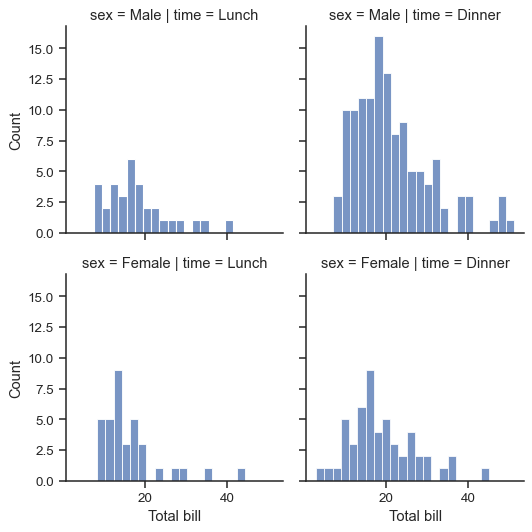 sex = Male | time = Lunch
sex = Male | time = Dinner
15.0
12.5
10.0
7.5
5.0
2.5
0.0
Count
sex = Female | time = Lunch
sex = Female | time = Dinner
15.0
12.5
10.0
7.5
5.0
2.5
0.0
Count
20 40
20 40
Total bill
Total bill